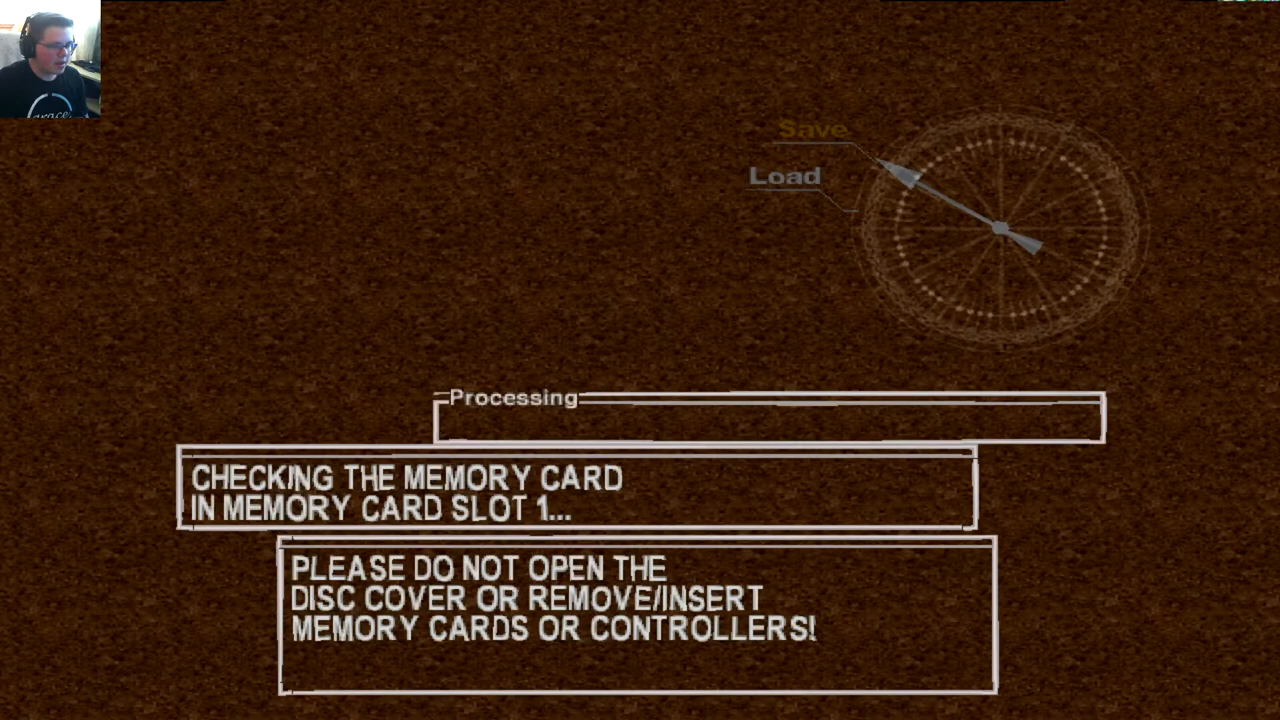 Save
Load
Processing
CHECKING THE MEMORY CARD
IN MEMORY CARD SLOT 1...
PLEASE DO NOT OPEN THE
DISC COVER OR REMOVE/INSERT
MEMORY CARDS OR CONTROLLERS!